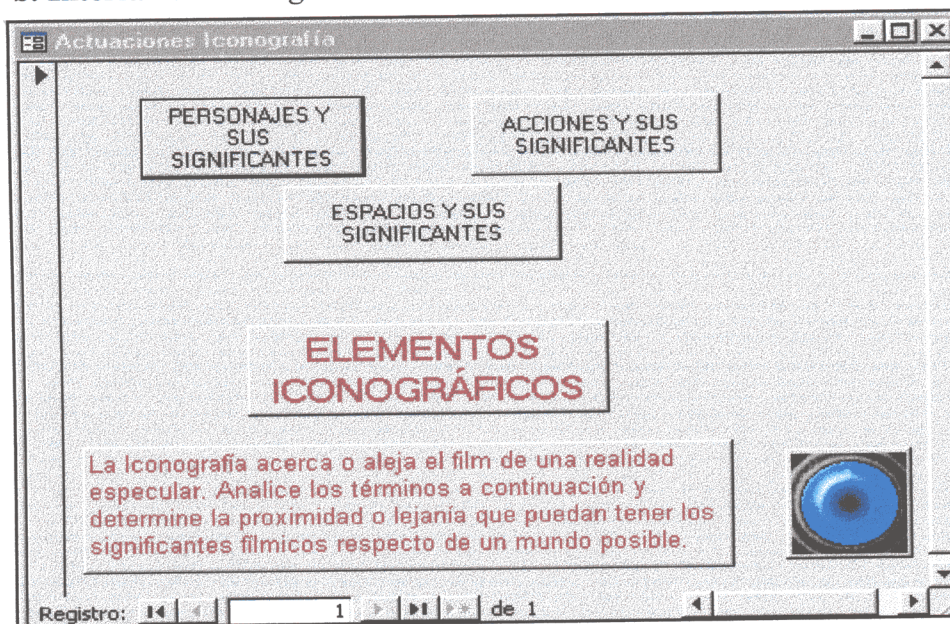 Actuaciones Iconografía
PERSONAJES Y
SUS
SIGNIFICANTES
ACCIONES Y SUS
SIGNIFICANTES
ESPACIOS Y SUS
SIGNIFICANTES
ELEMENTOS
ICONOGRÁFICOS
La Iconografía acerca o aleja el film de una realidad
especular. Analice los términos a continuación y
determine la proximidad o lejanía que puedan tener los
significantes fílmicos respecto de un mundo posible.
Registro: 1 de 1